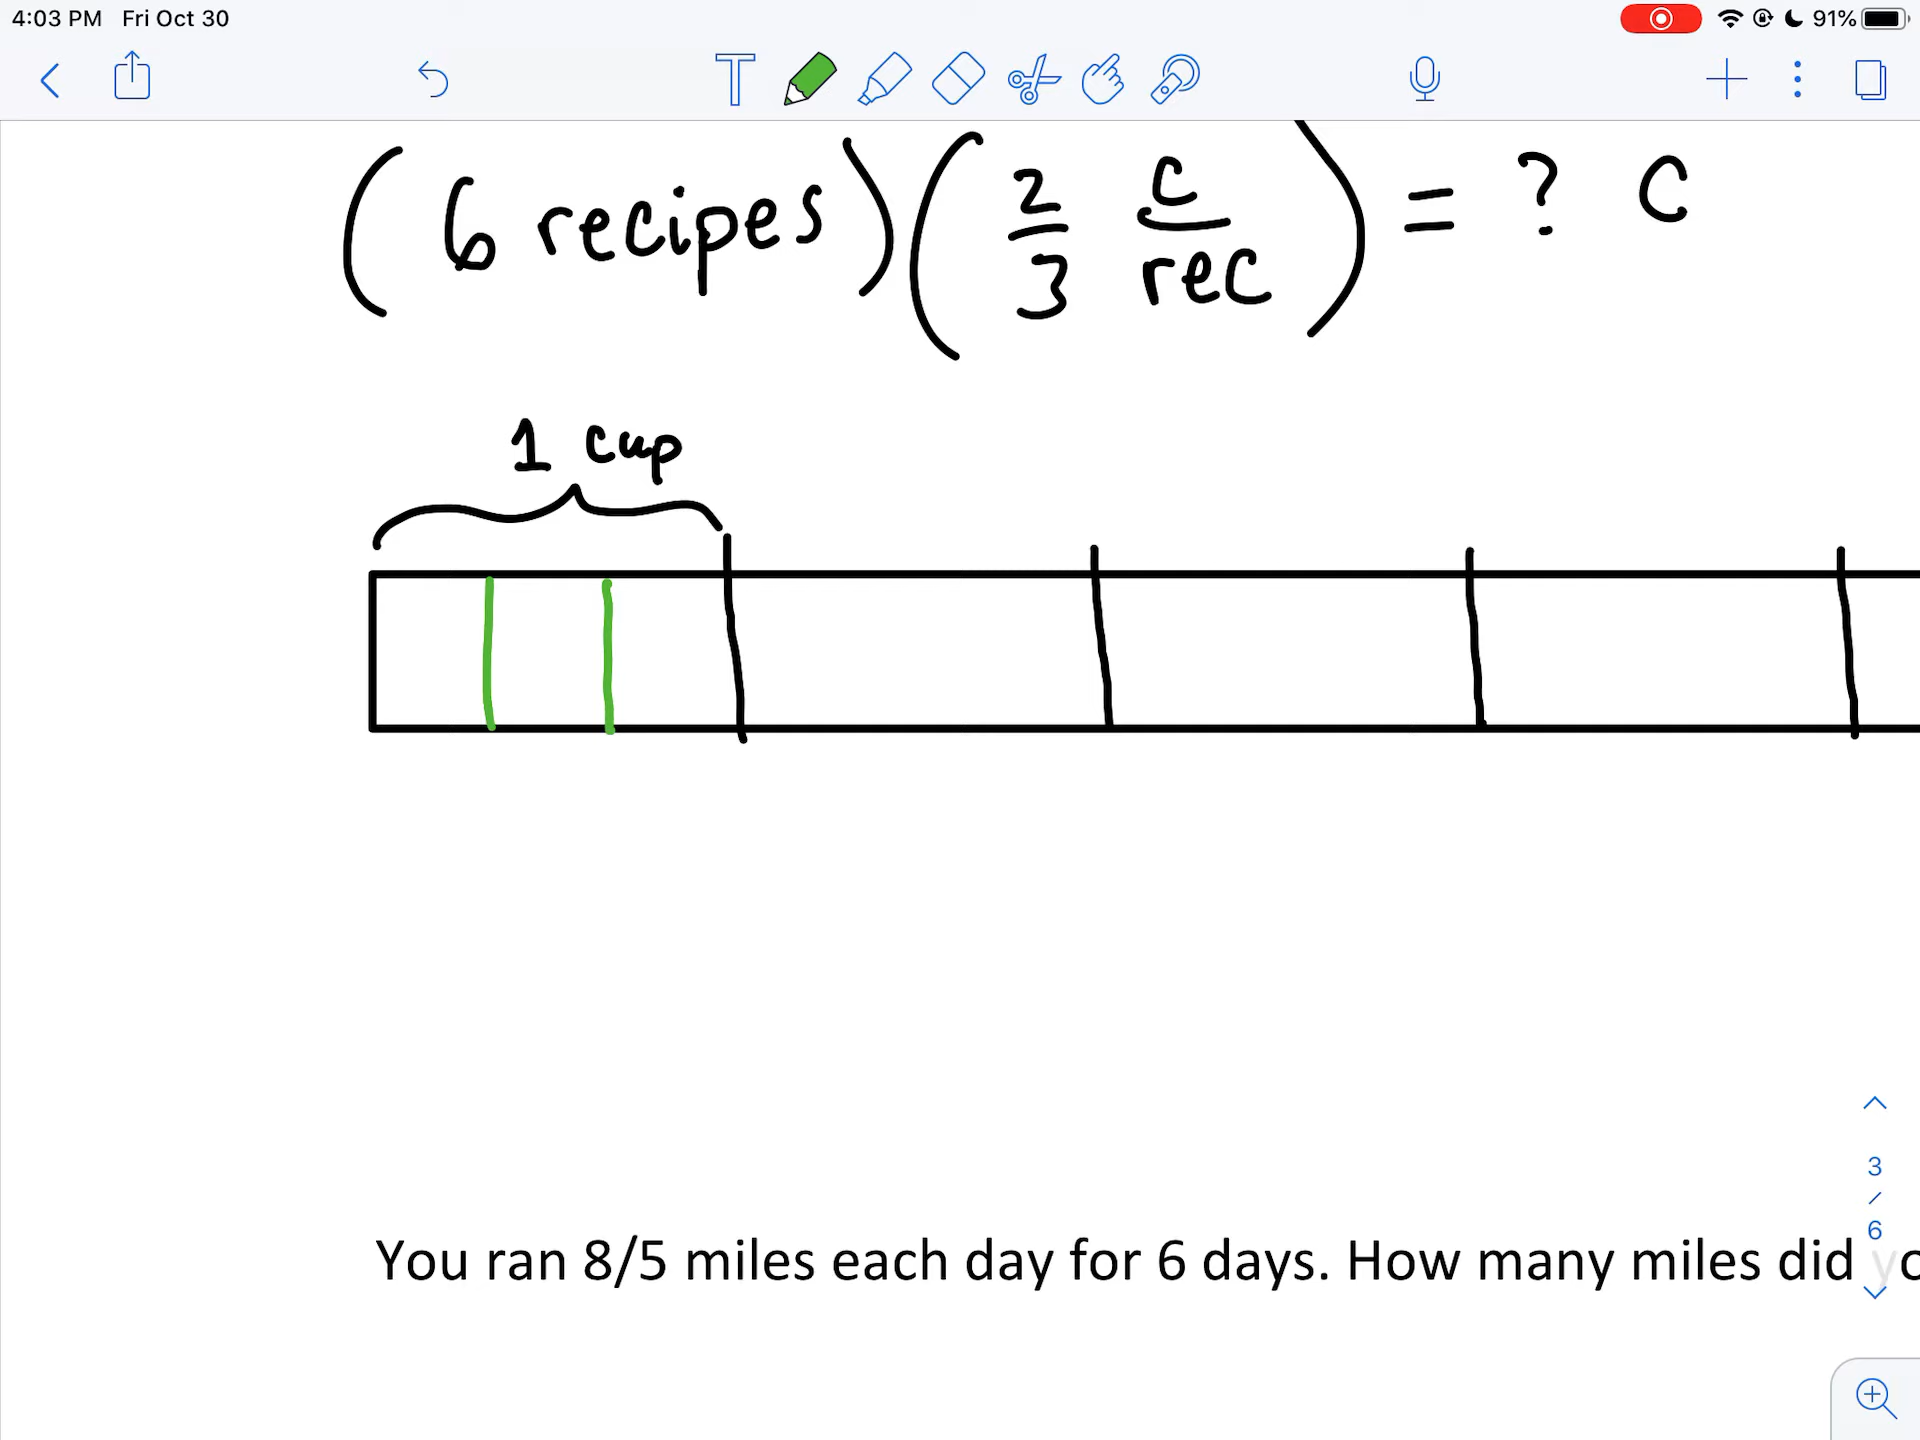 4:03 PM Fri Oct 30 91%
T
(6 recipes)(2/3 c/rec) = ? C
1 cup
3
/
6
You ran 8/5 miles each day for 6 days. How many miles did yo